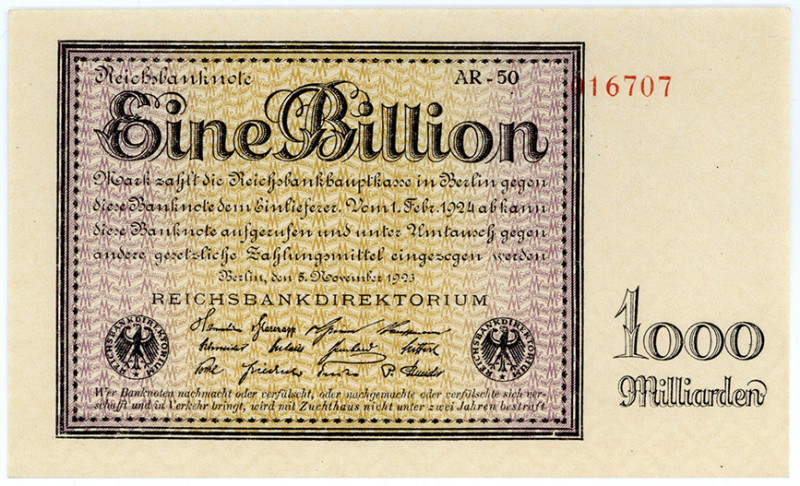 Reichsbanknote AR - 50
016707
Eine Billion
Mark zahlt die Reichsbankhauptkasse in Berlin gegen
diese Banknote dem Einlieferer. Vom 1. Febr. 1924 ab kann
diese Banknote aufgerufen und unter Umtausch gegen
andere gesetzliche Zahlungsmittel eingezogen werden
Berlin, den 5. November 1923
REICHSBANKDIREKTORIUM
REICHSBANKDIREKTORIUM
REICHSBANKDIREKTORIUM
Wer Banknoten nachmacht oder verfälscht, oder nachgemachte oder verfälschte sich ver-
schafft und in Verkehr bringt, wird mit Zuchthaus nicht unter zwei Jahren bestraft
1000
Milliarden